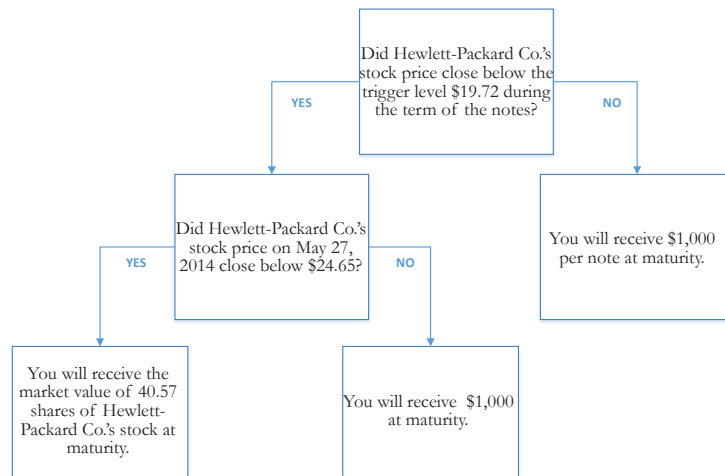 Did Hewlett-Packard Co.'s
stock price close below the
trigger level $19.72 during
the term of the notes?
YES
NO
Did Hewlett-Packard Co.'s
stock price on May 27,
2014 close below $24.65?
You will receive $1,000
per note at maturity.
YES
NO
You will receive the
market value of 40.57
shares of Hewlett-
Packard Co.'s stock at
maturity.
You will receive $1,000
at maturity.